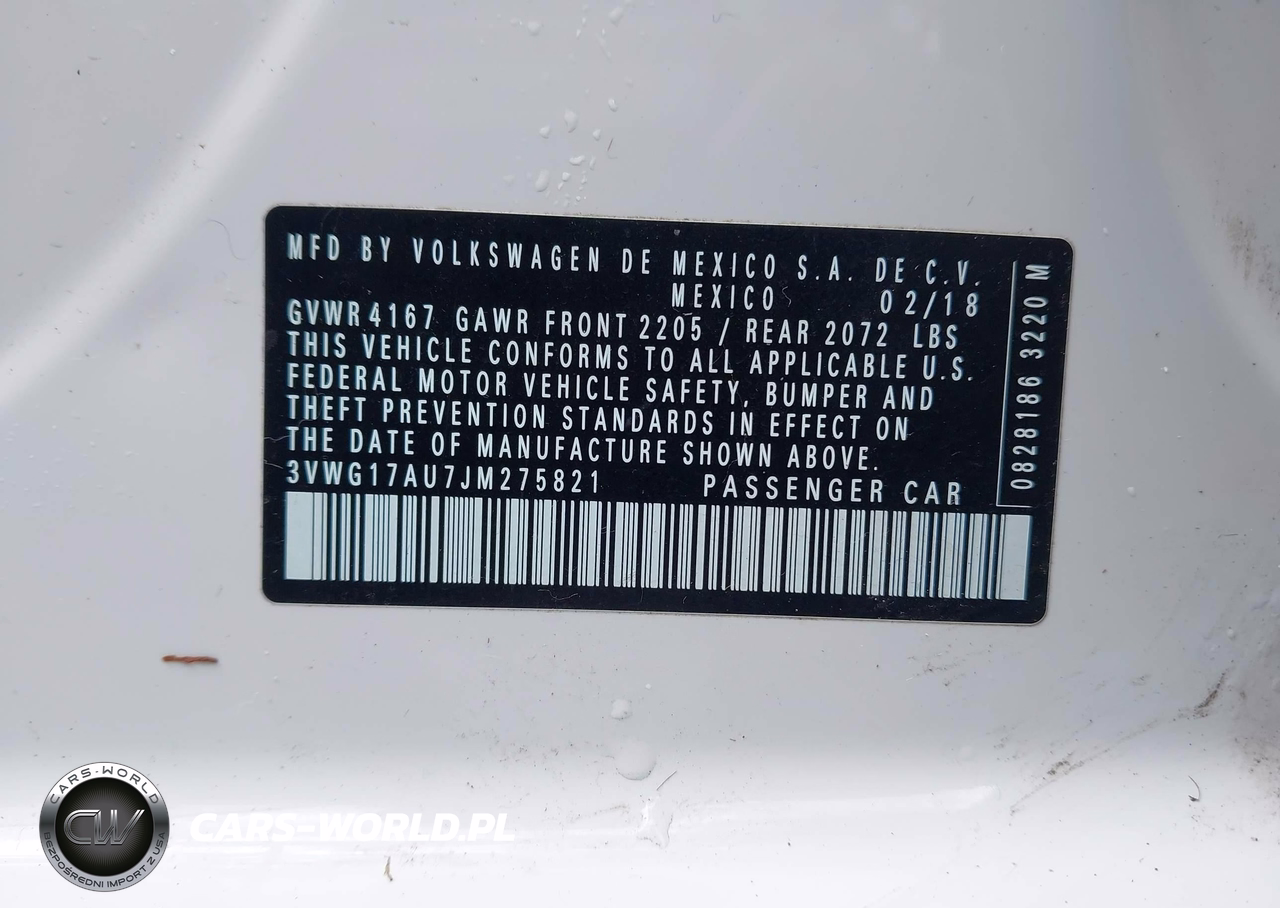 MFD BY VOLKSWAGEN DE MEXICO S.A. DE C.V.
MEXICO 02/18
GVWR 4167 GAWR FRONT 2205 / REAR 2072 LBS
THIS VEHICLE CONFORMS TO ALL APPLICABLE U.S.
FEDERAL MOTOR VEHICLE SAFETY, BUMPER AND
THEFT PREVENTION STANDARDS IN EFFECT ON
THE DATE OF MANUFACTURE SHOWN ABOVE.
3VWG17AU7JM275821 PASSENGER CAR
0828186 3220 M
CARS-WORLD
CW
BEZPOŚREDNI IMPORT Z USA
CARS-WORLD.PL